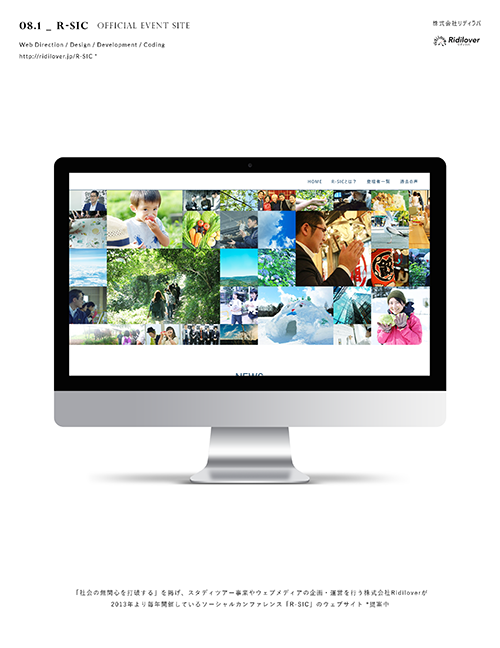 08.1 _ R-SIC OFFICIAL EVENT SITE
株式会社リディラバ
Web Direction / Design / Development / Coding
Ridilover
http://ridilover.jp/R-SIC *
HOME R-SICとは? 登壇者一覧 過去の声
NEWS
「社会の無関心を打破する」を掲げ、スタディツアー事業やウェブメディアの企画・運営を行う株式会社Ridiloverが
2013年より毎年開催しているソーシャルカンファレンス「R-SIC」のウェブサイト *提案中